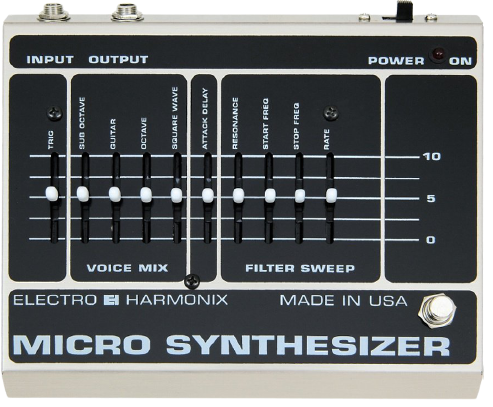 INPUT OUTPUT POWER ON
TRIG
SUB OCTAVE
GUITAR
OCTAVE
SQUARE WAVE
ATTACK DELAY
RESONANCE
START FREQ
STOP FREQ
RATE
10
5
0
VOICE MIX FILTER SWEEP
ELECTRO EH HARMONIX MADE IN USA
MICRO SYNTHESIZER